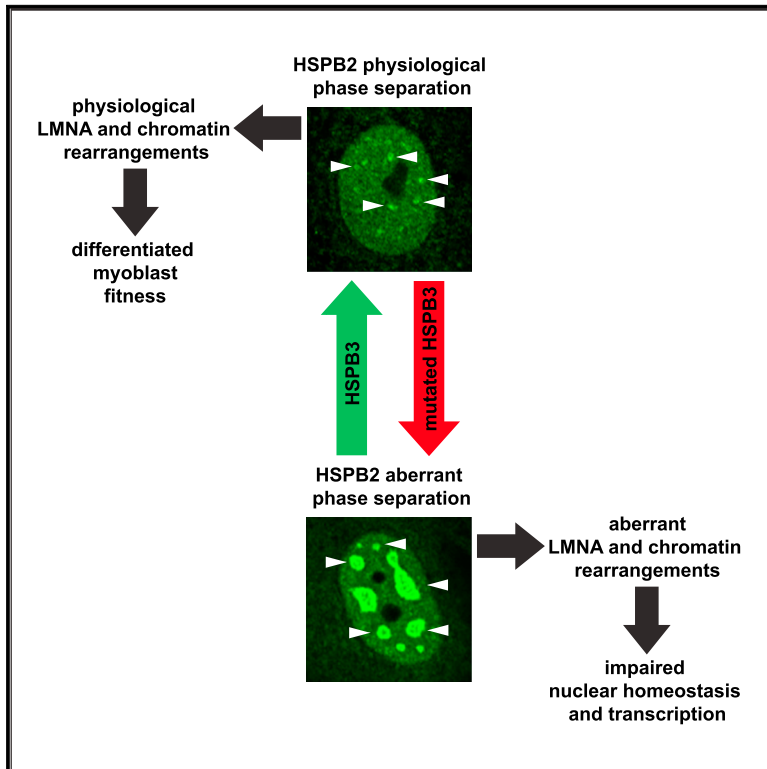 HSPB2 physiological
phase separation
physiological
LMNA and chromatin
rearrangements
differentiated
myoblast
fitness
HSPB3
mutated HSPB3
HSPB2 aberrant
phase separation
aberrant
LMNA and chromatin
rearrangements
impaired
nuclear homeostasis
and transcription